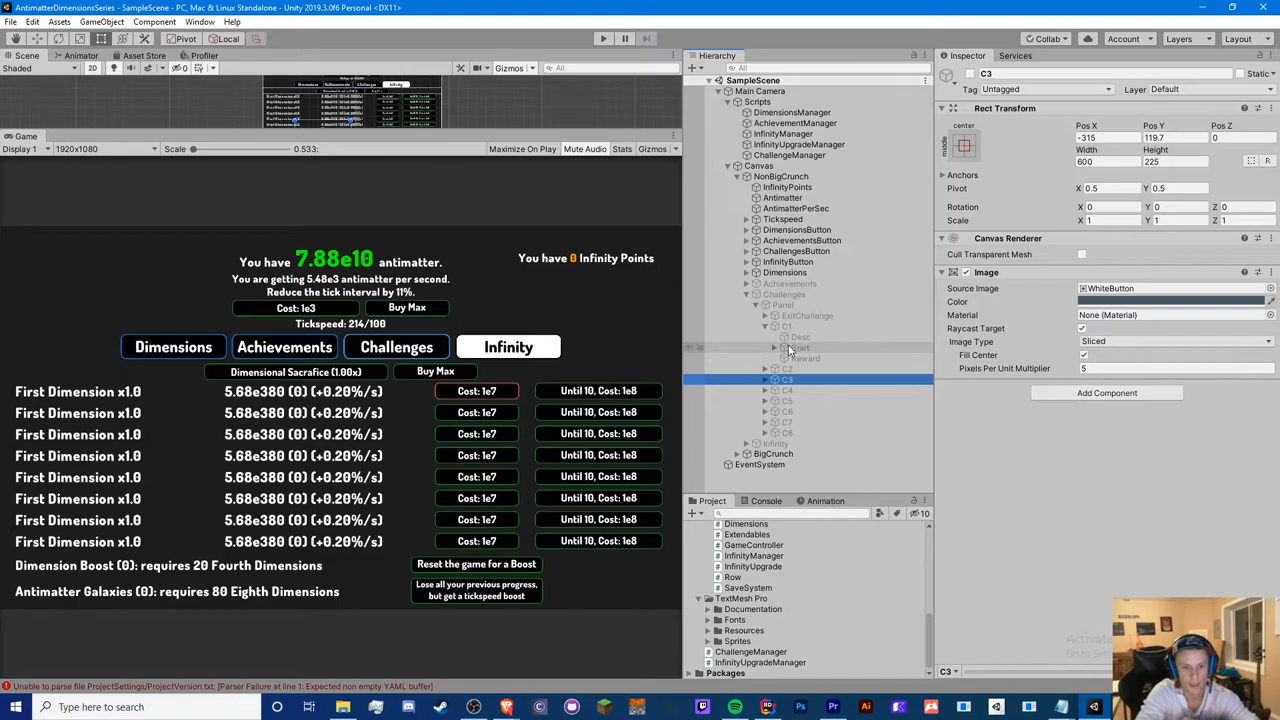 AntimatterDimensionsSeries - SampleScene - PC, Mac & Linux Standalone - Unity 2019.3.0f6 Personal <DX11>
File Edit Assets GameObject Component Window Help
Pivot Local Collab Account Layers Layout
Scene Animator Asset Store Profiler
Shaded 2D 0 Gizmos All
Game
Display 1 1920x1080 Scale 0.533: Maximize On Play Mute Audio Stats Gizmos
You have 7.88e10 antimatter.
You have 0 Infinity Points
You are getting 5.48e3 antimatter per second.
Reduce the tick interval by 11%.
Cost: 1e3 Buy Max
Tickspeed: 214/100
Dimensions Achievements Challenges Infinity
Dimensional Sacrafice (1.00x) Buy Max
First Dimension x1.0 5.68e380 (0) (+0.20%/s) Cost: 1e7 Until 10, Cost: 1e8
First Dimension x1.0 5.68e380 (0) (+0.20%/s) Cost: 1e7 Until 10, Cost: 1e8
First Dimension x1.0 5.68e380 (0) (+0.20%/s) Cost: 1e7 Until 10, Cost: 1e8
First Dimension x1.0 5.68e380 (0) (+0.20%/s) Cost: 1e7 Until 10, Cost: 1e8
First Dimension x1.0 5.68e380 (0) (+0.20%/s) Cost: 1e7 Until 10, Cost: 1e8
First Dimension x1.0 5.68e380 (0) (+0.20%/s) Cost: 1e7 Until 10, Cost: 1e8
First Dimension x1.0 5.68e380 (0) (+0.20%/s) Cost: 1e7 Until 10, Cost: 1e8
First Dimension x1.0 5.68e380 (0) (+0.20%/s) Cost: 1e7 Until 10, Cost: 1e8
Dimension Boost (0): requires 20 Fourth Dimensions Reset the game for a Boost
Antimatter Galaxies (0): requires 80 Eighth Dimensions Lose all your previous progress,
but get a tickspeed boost
Unable to parse file ProjectSettings/ProjectVersion.txt: [Parser Failure at line 1: Expected non empty YAML buffer]
Hierarchy
All
SampleScene
Main Camera
Scripts
DimensionsManager
AchievementManager
InfinityManager
InfinityUpgradeManager
ChallengeManager
Canvas
NonBigCrunch
InfinityPoints
Antimatter
AntimatterPerSec
Tickspeed
DimensionsButton
AchievementsButton
ChallengesButton
InfinityButton
Dimensions
Achievements
Challenges
Panel
ExitChallenge
C1
Desc
Reward
C2
C3
C4
C5
C6
C7
C8
Infinity
BigCrunch
EventSystem
Project Console Animation
10
Dimensions
Extendables
GameController
InfinityManager
InfinityUpgrade
Row
SaveSystem
TextMesh Pro
Documentation
Fonts
Resources
Sprites
ChallengeManager
InfinityUpgradeManager
Packages
Inspector Services
C3 Static
Tag Untagged Layer Default
Rect Transform
center
middle
Pos X Pos Y Pos Z
-315 119.7 0
Width Height
600 225
R
Anchors
Pivot X 0.5 Y 0.5
Rotation X 0 Y 0 Z 0
Scale X 1 Y 1 Z 1
Canvas Renderer
Cull Transparent Mesh
Image
Source Image WhiteButton
Color
Material None (Material)
Raycast Target
Image Type Sliced
Fill Center
Pixels Per Unit Multiplier 5
Add Component
C3
Type here to search